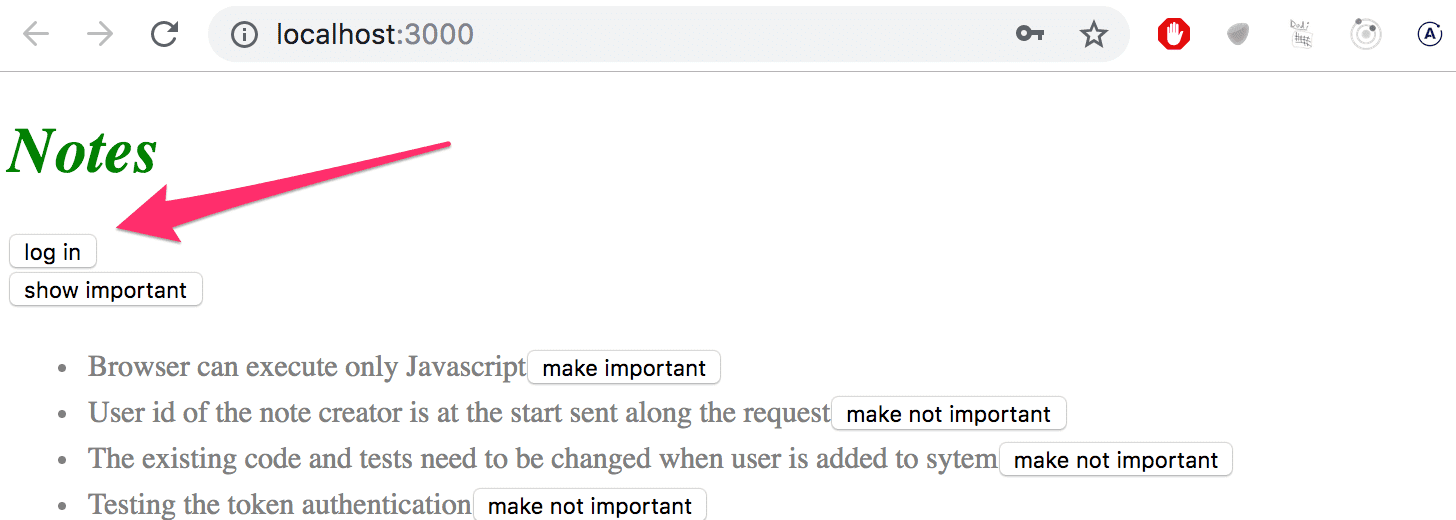 localhost:3000
A
Notes
log in
show important
Browser can execute only Javascript make important
User id of the note creator is at the start sent along the request make not important
The existing code and tests need to be changed when user is added to sytem make not important
Testing the token authentication make not important